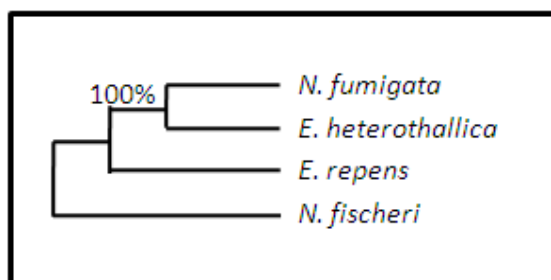 100%
N. fumigata
E. heterothallica
E. repens
N. fischeri